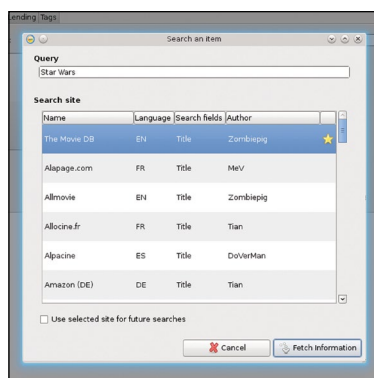 Lending Tags
Search an item
Query
Star Wars
Search site
Name Language Search fields Author
The Movie DB EN Title Zombiepig
Alapage.com FR Title MeV
Allmovie EN Title Zombiepig
Allocine.fr FR Title Tian
Alpacine ES Title DoVerMan
Amazon (DE) DE Title Tian
Use selected site for future searches
Cancel Fetch Information